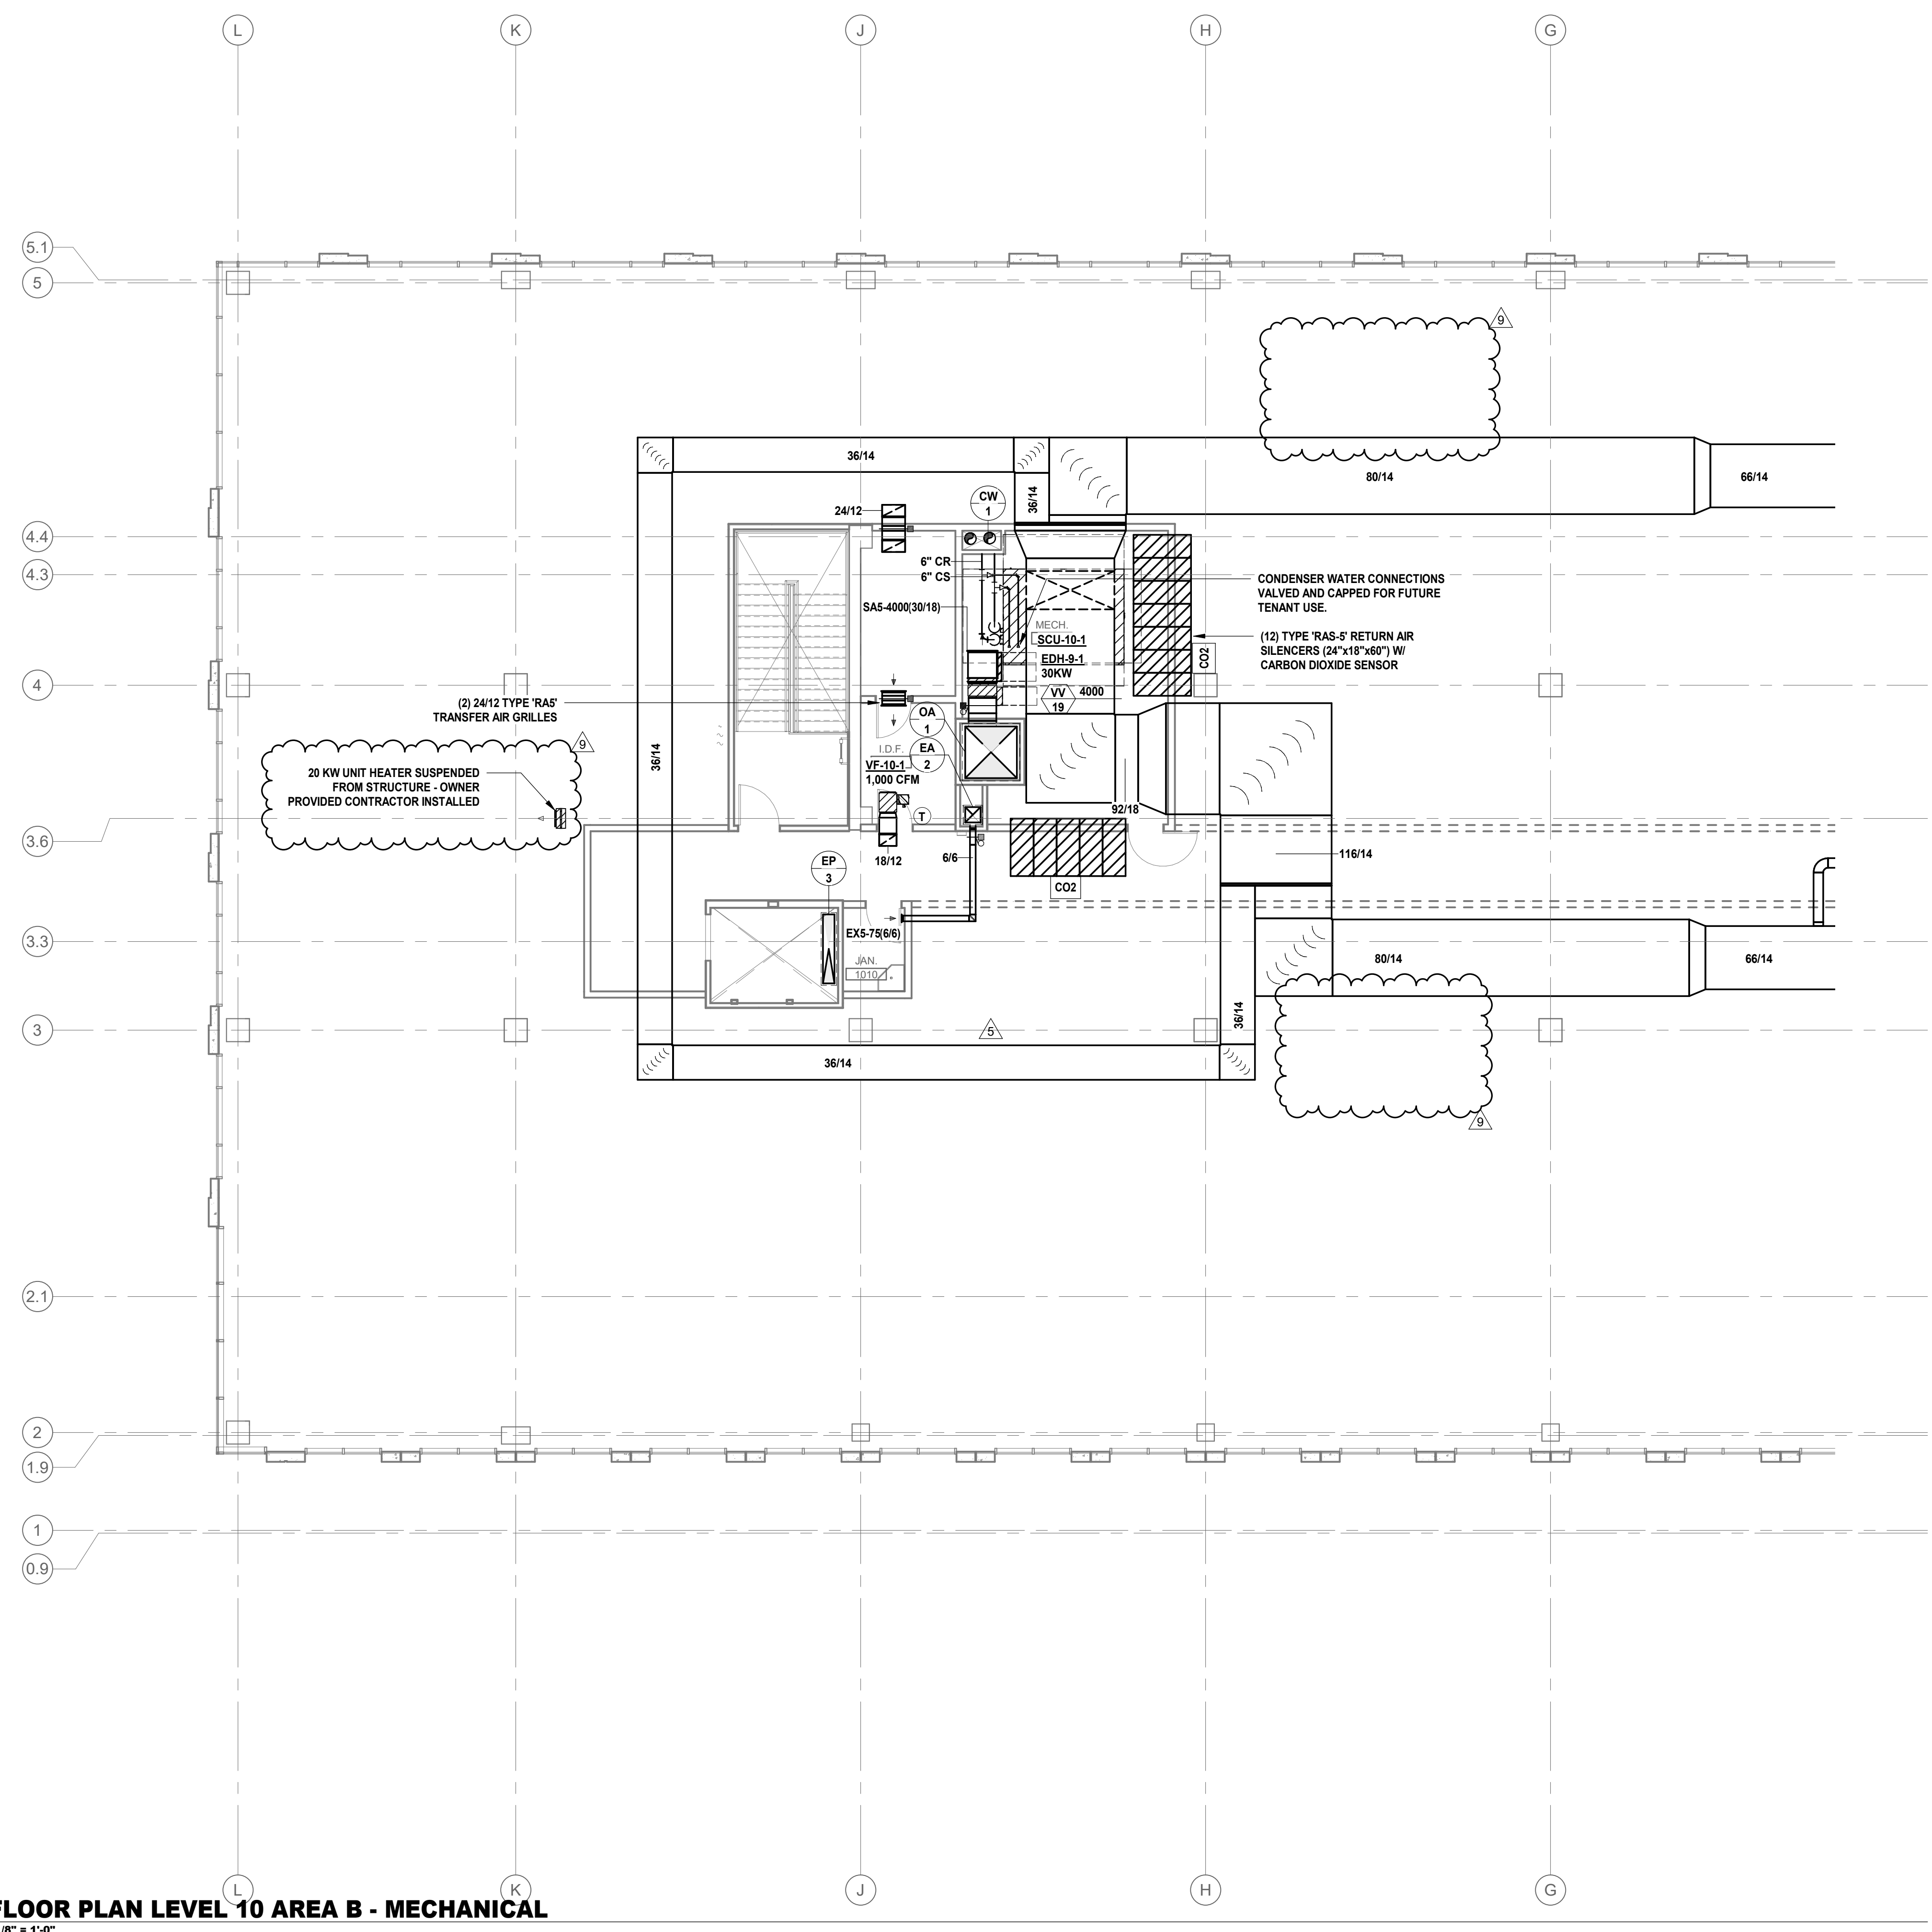 L
K
J
H
G
5.1
5
9
36/14
80/14
66/14
24/12
CW
1
36/14
4.4
4.3
6" CR
6" CS
SA5-4000(30/18)
CONDENSER WATER CONNECTIONS
VALVED AND CAPPED FOR FUTURE
TENANT USE.
MECH.
SCU-10-1
EDH-9-1
30KW
(12) TYPE 'RAS-5' RETURN AIR
SILENCERS (24"x18"x60") W/
CARBON DIOXIDE SENSOR
CO2
4
VV
19
4000
(2) 24/12 TYPE 'RA5'
TRANSFER AIR GRILLES
OA
1
I.D.F.
EA
2
VF-10-1
1,000 CFM
36/14
9
20 KW UNIT HEATER SUSPENDED
FROM STRUCTURE - OWNER
PROVIDED CONTRACTOR INSTALLED
T
92/18
3.6
18/12
6/6
116/14
EP
3
CO2
EX5-75(6/6)
3.3
JAN.
1010
80/14
66/14
36/14
3
5
36/14
9
2.1
2
1.9
1
0.9
L
K
J
H
G
FLOOR PLAN LEVEL 10 AREA B - MECHANICAL
/8" = 1'-0"